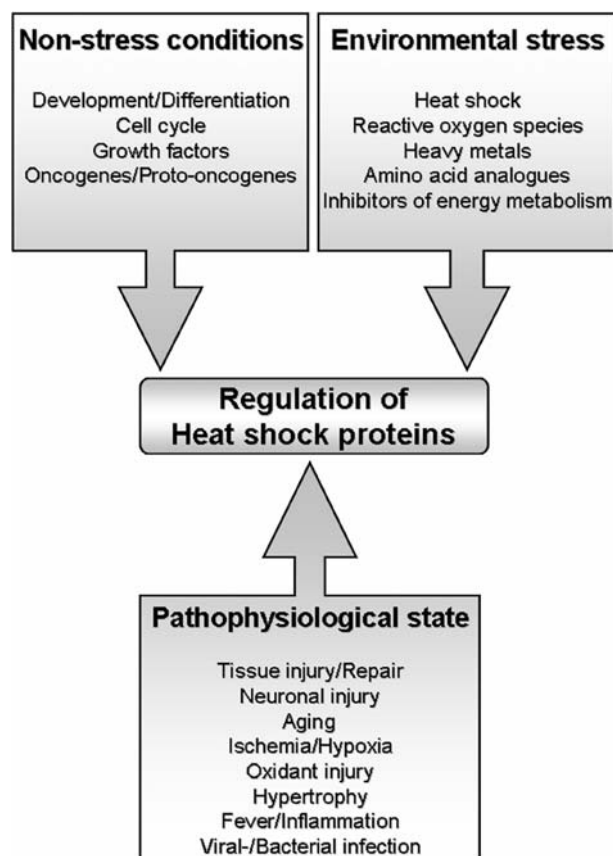 Non-stress conditions
Development/Differentiation
Cell cycle
Growth factors
Oncogenes/Proto-oncogenes
Environmental stress
Heat shock
Reactive oxygen species
Heavy metals
Amino acid analogues
Inhibitors of energy metabolism
Regulation of
Heat shock proteins
Pathophysiological state
Tissue injury/Repair
Neuronal injury
Aging
Ischemia/Hypoxia
Oxidant injury
Hypertrophy
Fever/Inflammation
Viral-/Bacterial infection